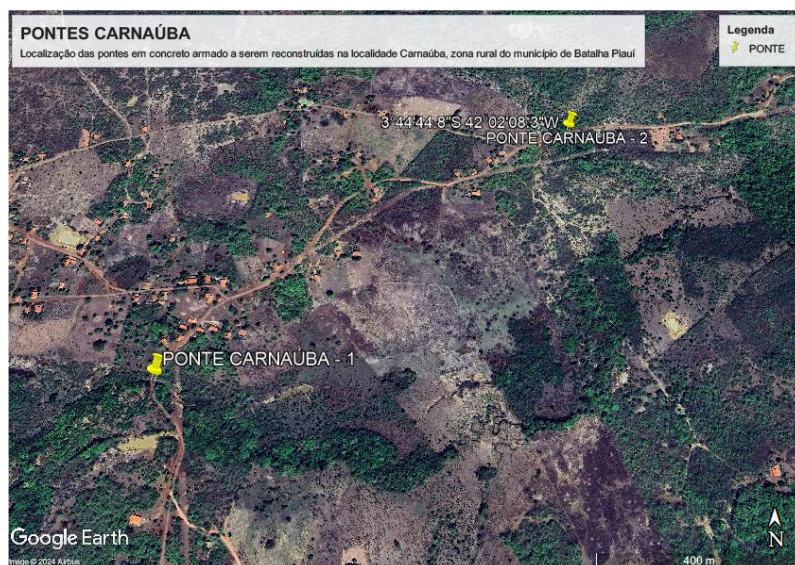 PONTES CARNAÚBA
Localização das pontes em concreto armado a serem reconstruídas na localidade Carnaúba, zona rural do município de Batalha Piauí
Legenda
PONTE
3°44'44.8"S 42°02'08.3"W
PONTE CARNAÚBA - 2
PONTE CARNAÚBA - 1
Google Earth
Image © 2024 Airbus
N
400 m